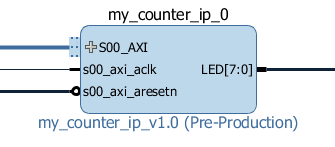 my_counter_ip_0
S00_AXI
s00_axi_aclk LED[7:0]
s00_axi_aresetn
my_counter_ip_v1.0 (Pre-Production)